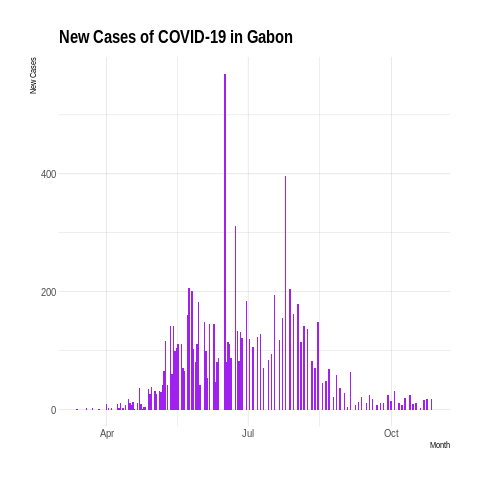 New Cases of COVID-19 in Gabon
New Cases
400
200
0
Apr
Jul
Oct
Month